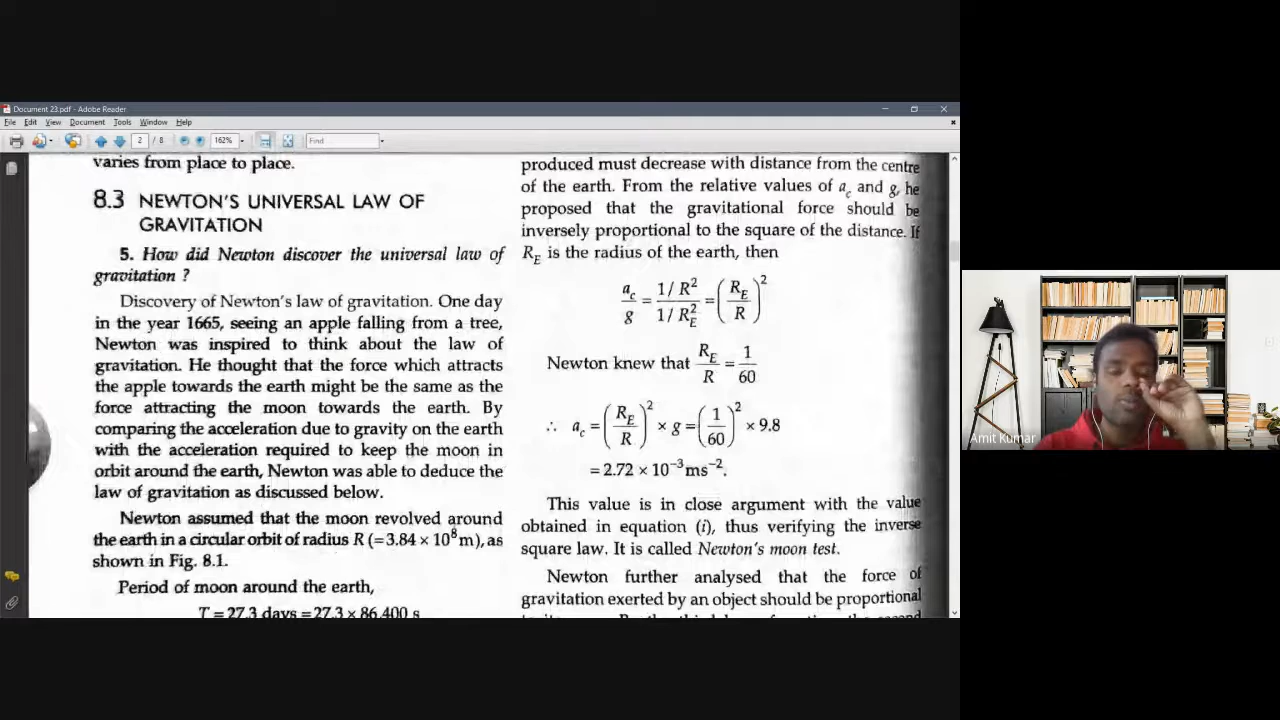 Document 23.pdf - Adobe Reader
File Edit View Document Tools Window Help
2 / 8 162% Find
varies from place to place.
8.3 NEWTON'S UNIVERSAL LAW OF
GRAVITATION
5. How did Newton discover the universal law of
gravitation ?
Discovery of Newton's law of gravitation. One day
in the year 1665, seeing an apple falling from a tree,
Newton was inspired to think about the law of
gravitation. He thought that the force which attracts
the apple towards the earth might be the same as the
force attracting the moon towards the earth. By
comparing the acceleration due to gravity on the earth
with the acceleration required to keep the moon in
orbit around the earth, Newton was able to deduce the
law of gravitation as discussed below.
Newton assumed that the moon revolved around
the earth in a circular orbit of radius R (= 3.84 × 10⁸ m), as
shown in Fig. 8.1.
Period of moon around the earth,
T = 27.3 days = 27.3 × 86,400 s
produced must decrease with distance from the centre
of the earth. From the relative values of a_c and g, he
proposed that the gravitational force should be
inversely proportional to the square of the distance. If
R_E is the radius of the earth, then
a_c / g = (1 / R²) / (1 / R_E²) = (R_E / R)²
Newton knew that R_E / R = 1 / 60
∴ a_c = (R_E / R)² × g = (1 / 60)² × 9.8
= 2.72 × 10⁻³ ms⁻².
This value is in close argument with the value
obtained in equation (i), thus verifying the inverse
square law. It is called Newton's moon test.
Newton further analysed that the force of
gravitation exerted by an object should be proportional
Amit Kumar